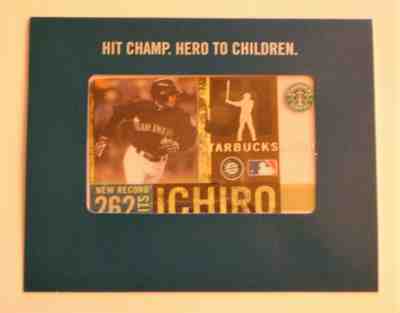 HIT CHAMP. HERO TO CHILDREN.
STARBUCKS
NEW RECORD!
262 HITS
ICHIRO